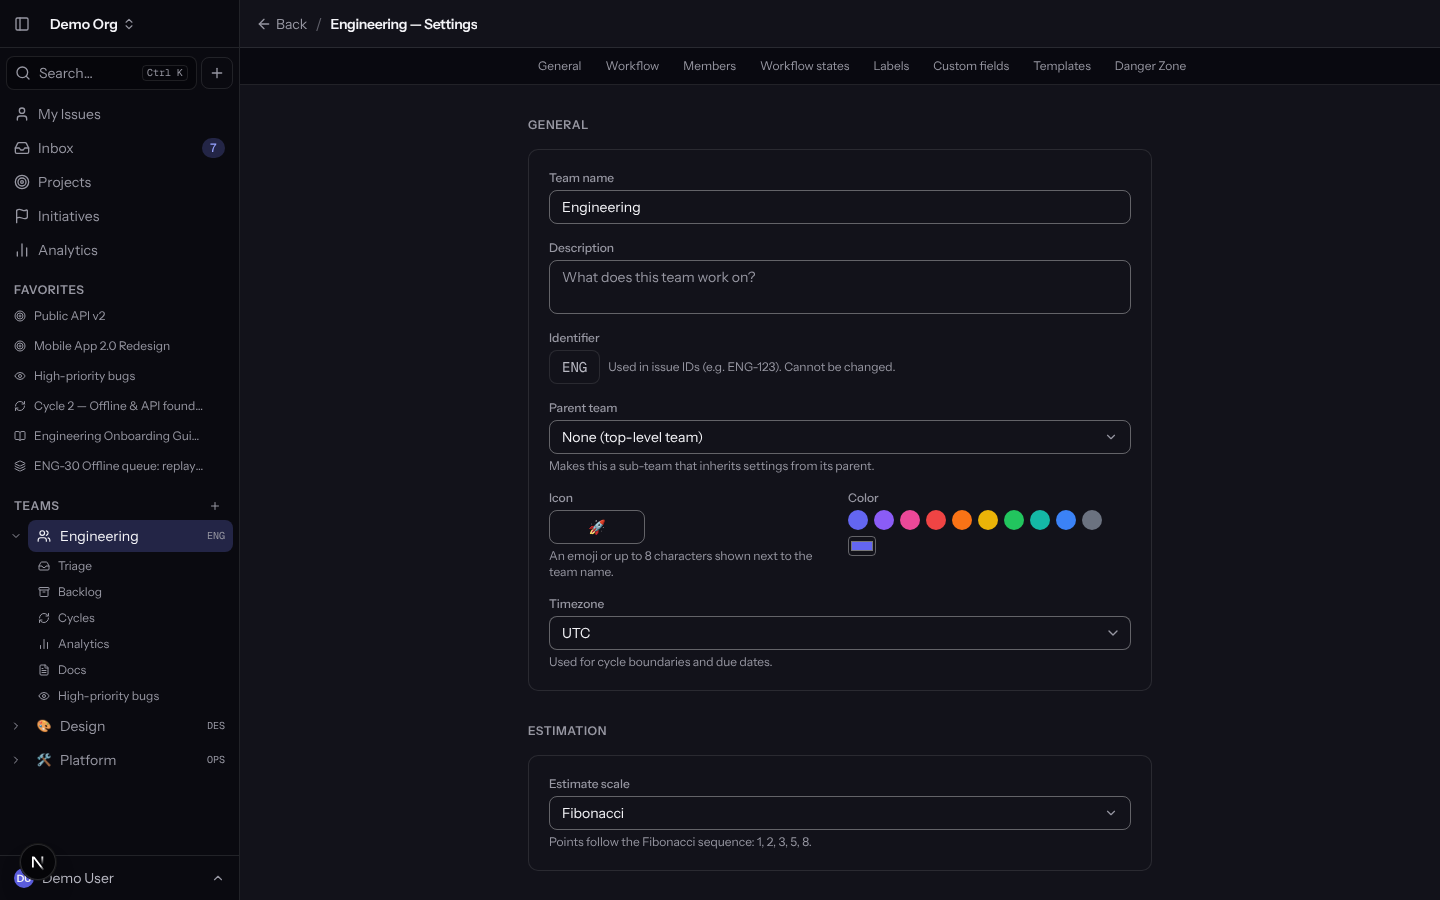 Demo Org
Search...
Ctrl K
My Issues
Inbox
7
Projects
Initiatives
Analytics
FAVORITES
Public API v2
Mobile App 2.0 Redesign
High-priority bugs
Cycle 2 — Offline & API found...
Engineering Onboarding Gui...
ENG-30 Offline queue: replay...
TEAMS
Engineering
ENG
Triage
Backlog
Cycles
Analytics
Docs
High-priority bugs
Design
DES
Platform
OPS
N
Demo User
Back / Engineering — Settings
General
Workflow
Members
Workflow states
Labels
Custom fields
Templates
Danger Zone
GENERAL
Team name
Engineering
Description
What does this team work on?
Identifier
ENG
Used in issue IDs (e.g. ENG-123). Cannot be changed.
Parent team
None (top-level team)
Makes this a sub-team that inherits settings from its parent.
Icon
An emoji or up to 8 characters shown next to the
team name.
Color
Timezone
UTC
Used for cycle boundaries and due dates.
ESTIMATION
Estimate scale
Fibonacci
Points follow the Fibonacci sequence: 1, 2, 3, 5, 8.